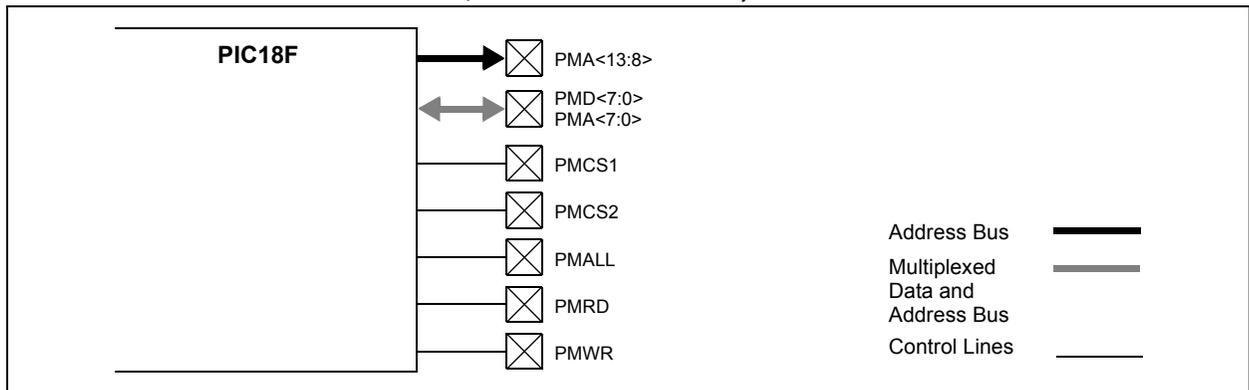 PIC18F
PMA<13:8>
PMD<7:0>
PMA<7:0>
PMCS1
PMCS2
PMALL
PMRD
PMWR
Address Bus
Multiplexed
Data and
Address Bus
Control Lines